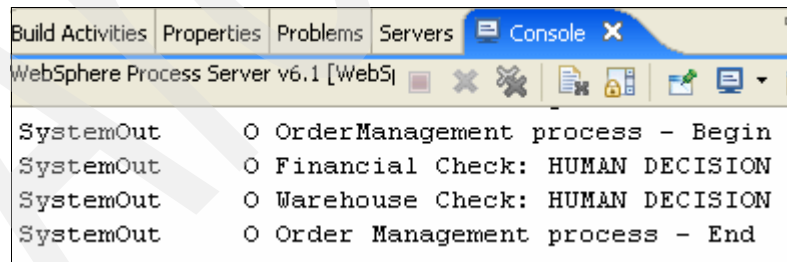 Build Activities Properties Problems Servers Console
WebSphere Process Server v6.1 [WebS
SystemOut O OrderManagement process - Begin
SystemOut O Financial Check: HUMAN DECISION
SystemOut O Warehouse Check: HUMAN DECISION
SystemOut O Order Management process - End